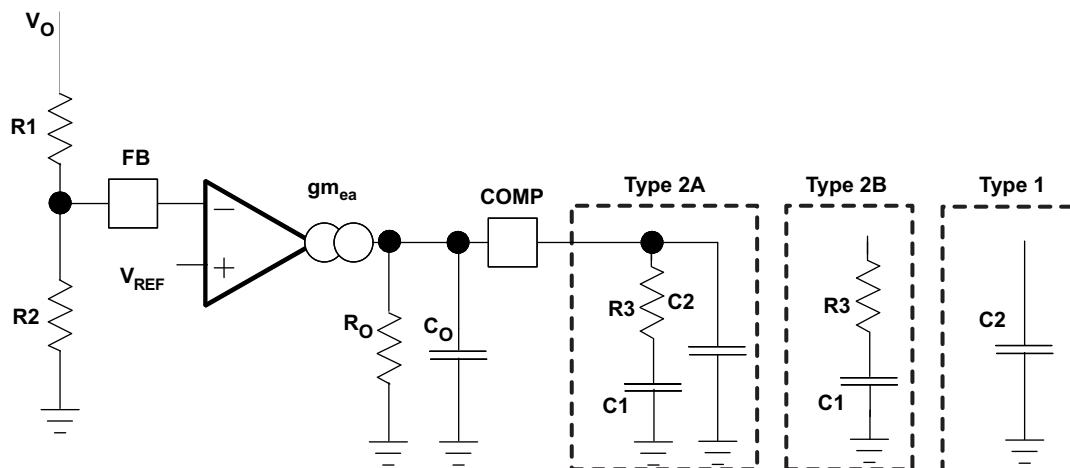 VO
R1
FB
gmea
COMP
Type 2A
Type 2B
Type 1
VREF
R2
RO
CO
R3
C2
C1
R3
C1
C2